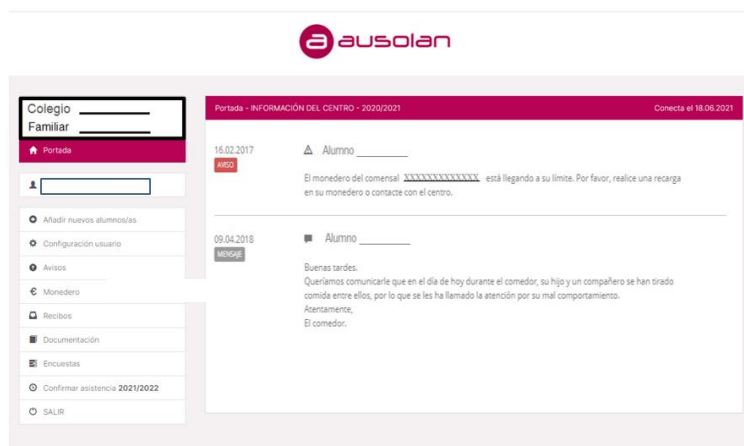 ausolan
Colegio
Familiar
Portada
Añadir nuevos alumnos/as
Configuración usuario
Avisos
€ Monedero
Recibos
Documentación
Encuestas
Confirmar asistencia 2021/2022
SALIR
Portada - INFORMACIÓN DEL CENTRO - 2020/2021 Conecta el 18.06.2021
16.02.2017 Alumno
AVISO
El monedero del comensal XXXXXXXXXXXXX está llegando a su límite. Por favor, realice una recarga
en su monedero o contacte con el centro.
09.04.2018 Alumno
MENSAJE
Buenas tardes.
Queríamos comunicarle que en el día de hoy durante el comedor, su hijo y un compañero se han tirado
comida entre ellos, por lo que se les ha llamado la atención por su mal comportamiento.
Atentamente,
El comedor.